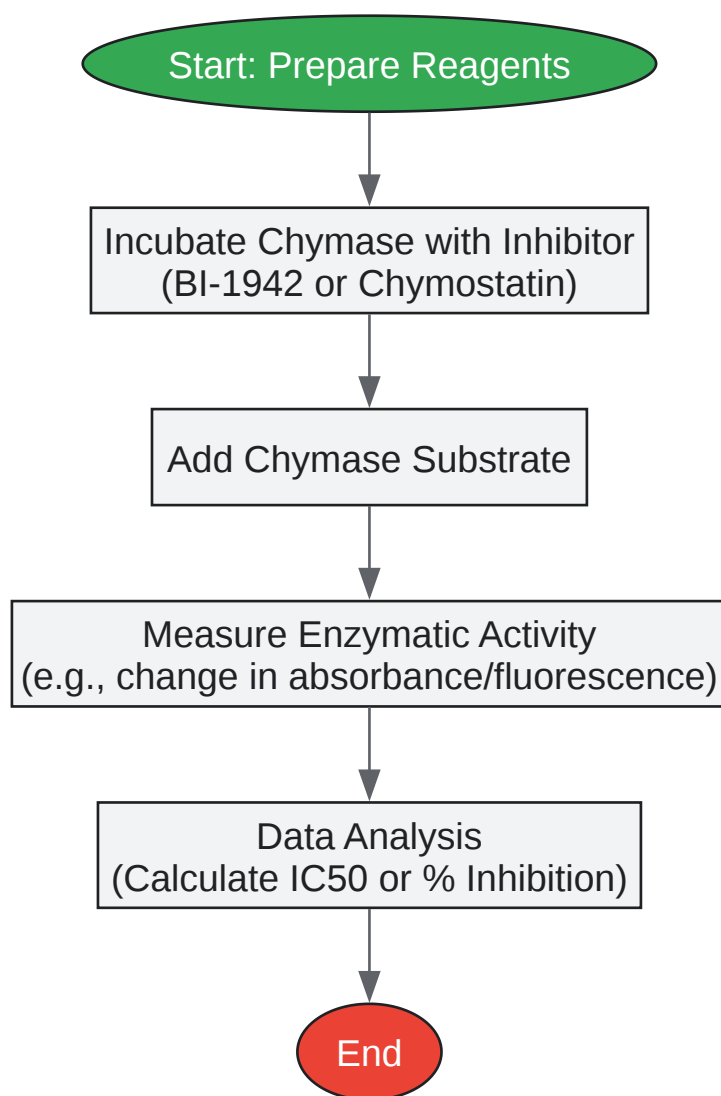 Start: Prepare Reagents
Incubate Chymase with Inhibitor
(BI-1942 or Chymostatin)
Add Chymase Substrate
Measure Enzymatic Activity
(e.g., change in absorbance/fluorescence)
Data Analysis
(Calculate IC50 or % Inhibition)
End